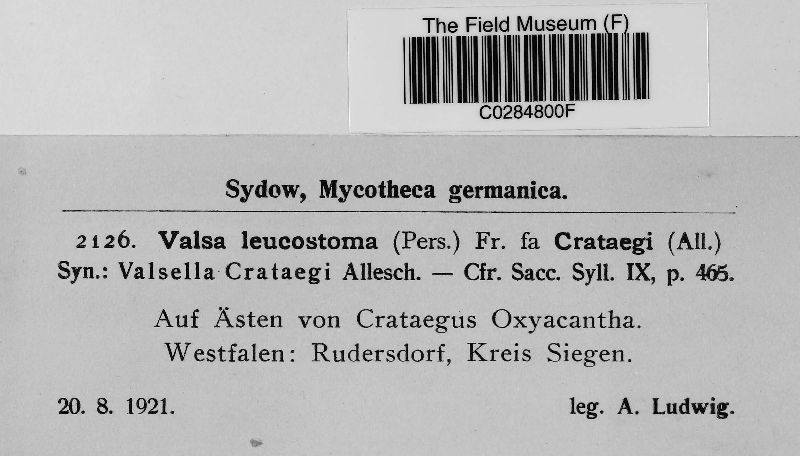 The Field Museum (F)
C0284800F
Sydow, Mycotheca germanica.
2126. Valsa leucostoma (Pers.) Fr. fa Crataegi (All.)
Syn.: Valsella Crataegi Allesch. — Cfr. Sacc. Syll. IX, p. 465.
Auf Ästen von Crataegus Oxyacantha.
Westfalen: Rudersdorf, Kreis Siegen.
20. 8. 1921. leg. A. Ludwig.